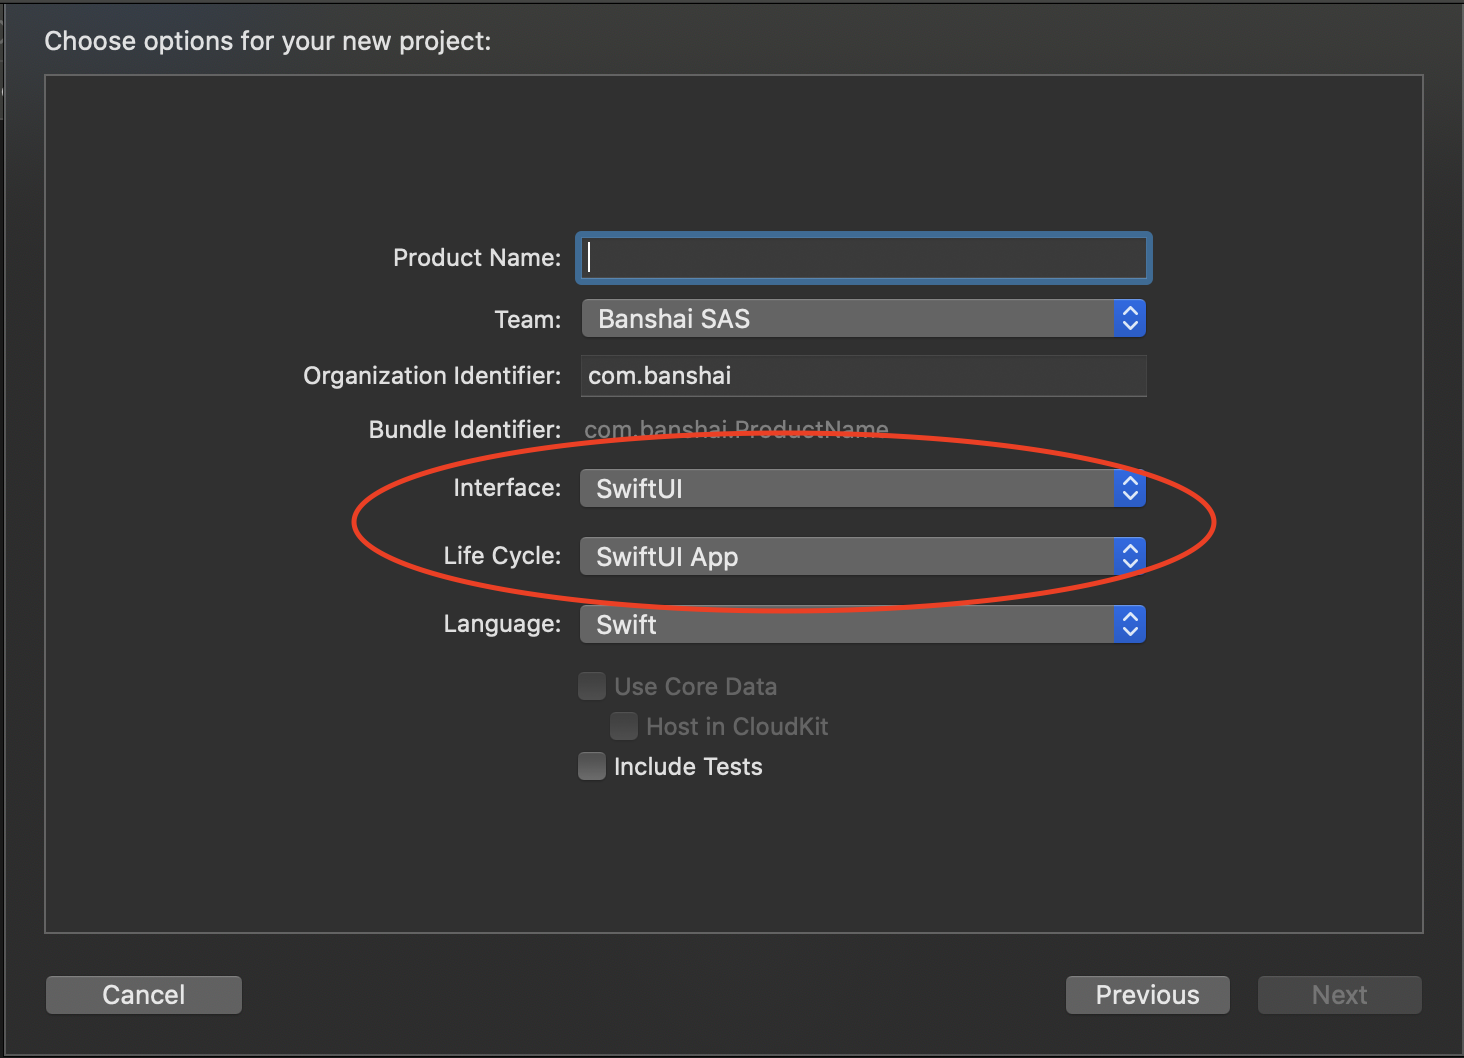 Choose options for your new project:
Product Name:
Team: Banshai SAS
Organization Identifier: com.banshai
Bundle Identifier: com.banshai.ProductName
Interface: SwiftUI
Life Cycle: SwiftUI App
Language: Swift
Use Core Data
Host in CloudKit
Include Tests
Cancel Previous Next